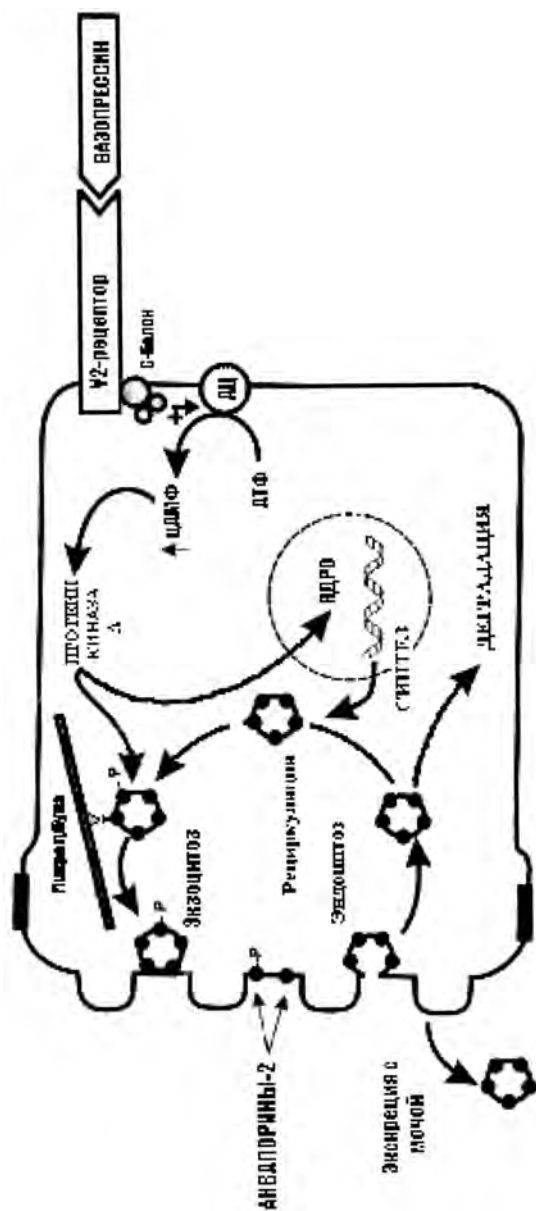 ВАЗОПРЕССИН
V2-рецептор
С-белок
АЦ
АТФ
цАМФ
ПРОТЕИН
КИНАЗА
А
ЯДРО
СИНТЕЗ
ДЕГРАДАЦИЯ
Микротрубулка
P
Экзоцитоз
P
Рециркуляция
Эндоцитоз
P
АКВАПОРИНЫ-2
Экскреция с
мочой